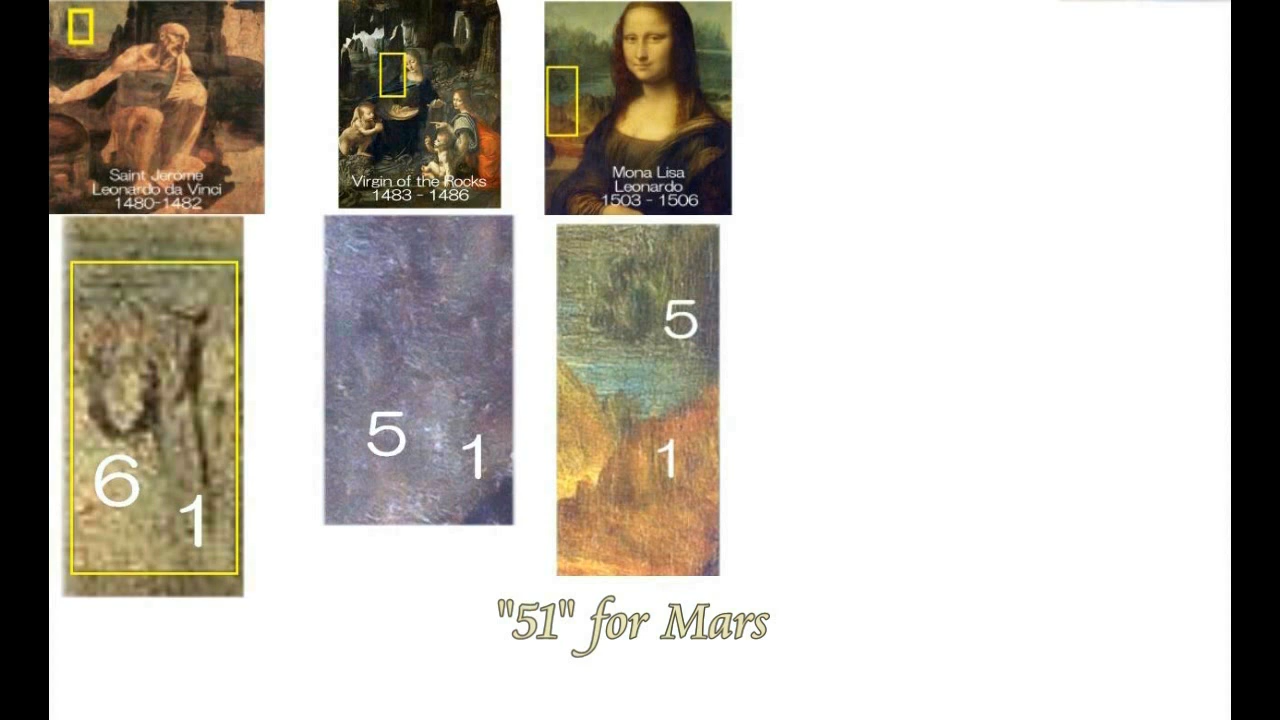 Saint Jerome
Leonardo da Vinci
1480-1482
Virgin of the Rocks
1483 - 1486
Mona Lisa
Leonardo
1503 - 1506
6
1
5
1
5
1
"51" for Mars